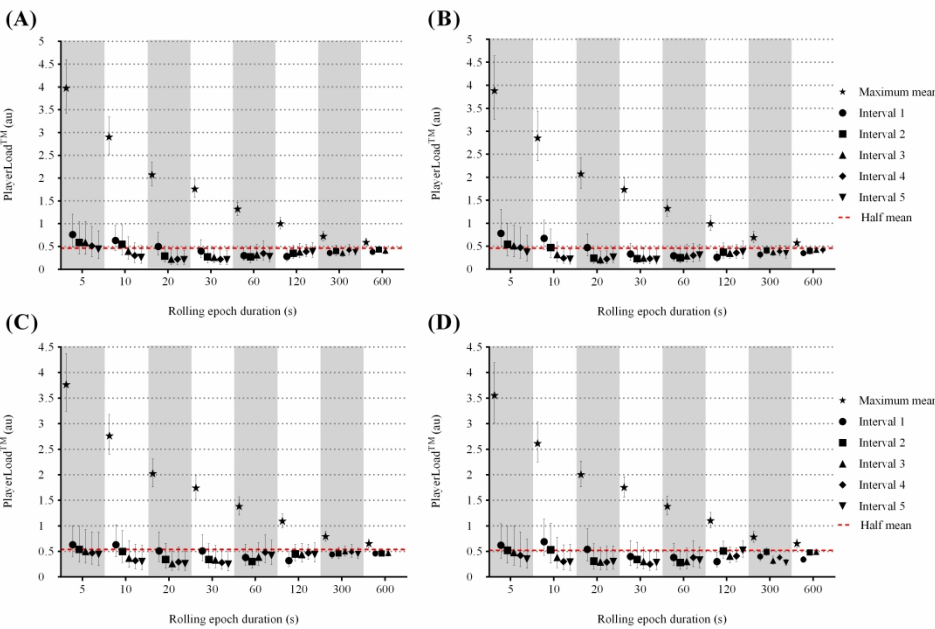 (A)
PlayerLoad™ (au)
5
4.5
4
3.5
3
2.5
2
1.5
1
0.5
0
5 10 20 30 60 120 300 600
Rolling epoch duration (s)
(B)
PlayerLoad™ (au)
5
4.5
4
3.5
3
2.5
2
1.5
1
0.5
0
5 10 20 30 60 120 300 600
Rolling epoch duration (s)
Maximum mean
Interval 1
Interval 2
Interval 3
Interval 4
Interval 5
Half mean
(C)
PlayerLoad™ (au)
4.5
4
3.5
3
2.5
2
1.5
1
0.5
0
5 10 20 30 60 120 300 600
Rolling epoch duration (s)
(D)
PlayerLoad™ (au)
4.5
4
3.5
3
2.5
2
1.5
1
0.5
0
5 10 20 30 60 120 300 600
Rolling epoch duration (s)
Maximum mean
Interval 1
Interval 2
Interval 3
Interval 4
Interval 5
Half mean